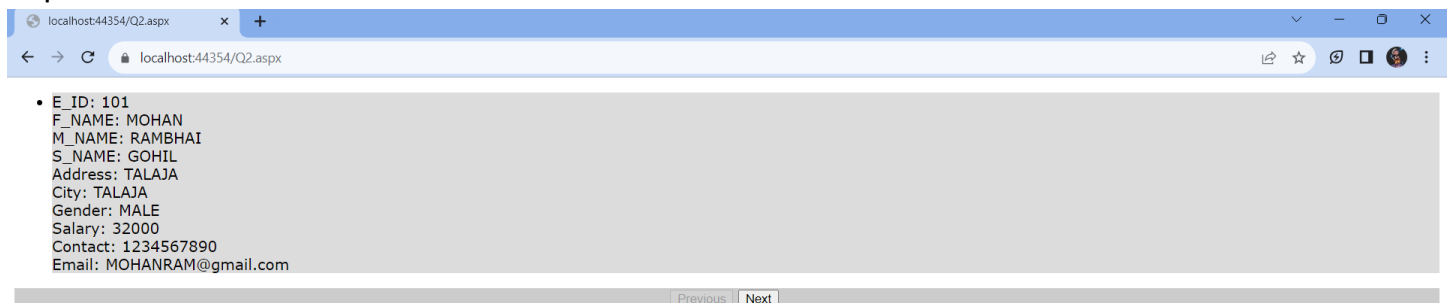 localhost:44354/Q2.aspx
localhost:44354/Q2.aspx
E_ID: 101
F_NAME: MOHAN
M_NAME: RAMBHAI
S_NAME: GOHIL
Address: TALAJA
City: TALAJA
Gender: MALE
Salary: 32000
Contact: 1234567890
Email: MOHANRAM@gmail.com
Previous Next